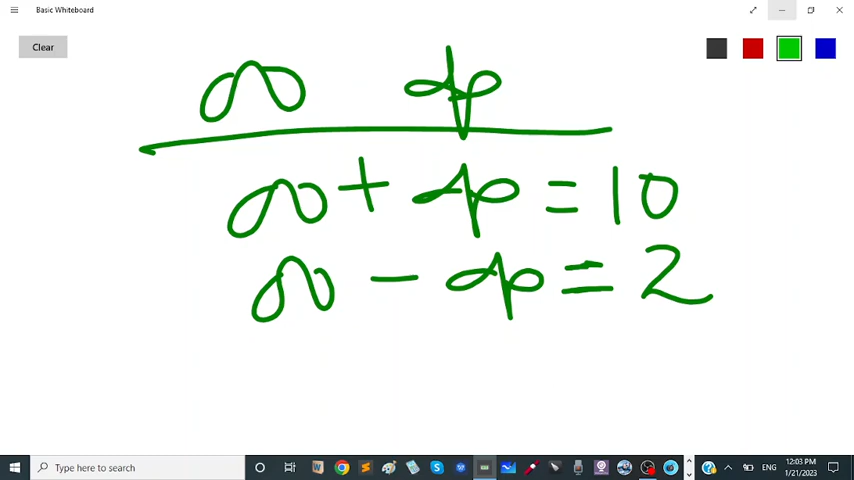 Basic Whiteboard
Clear
ന ക
ന + ക = 10
ന - ക = 2
Type here to search
ENG
12:03 PM
1/21/2023